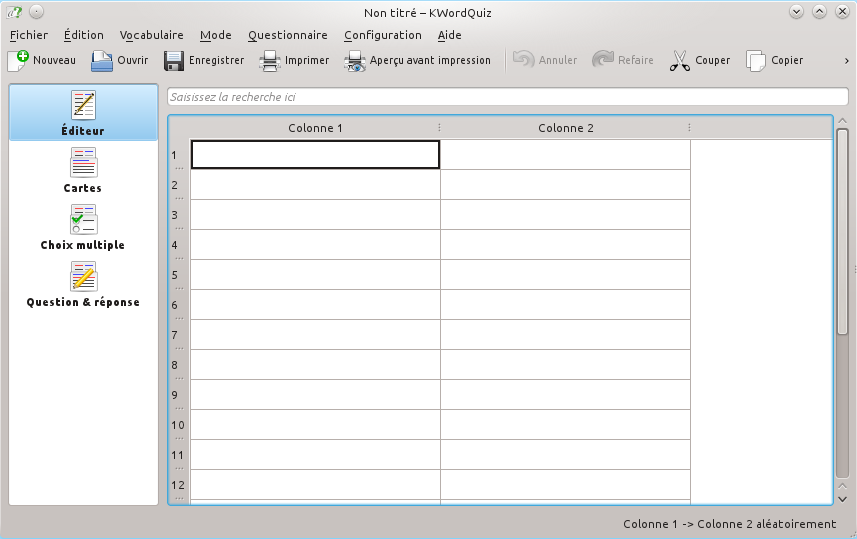 Non titré – KWordQuiz
Fichier Édition Vocabulaire Mode Questionnaire Configuration Aide
Nouveau Ouvrir Enregistrer Imprimer Aperçu avant impression Annuler Refaire Couper Copier
Éditeur
Cartes
Choix multiple
Question & réponse
Saisissez la recherche ici
Colonne 1 Colonne 2
1
2
3
4
5
6
7
8
9
10
11
12
Colonne 1 -> Colonne 2 aléatoirement